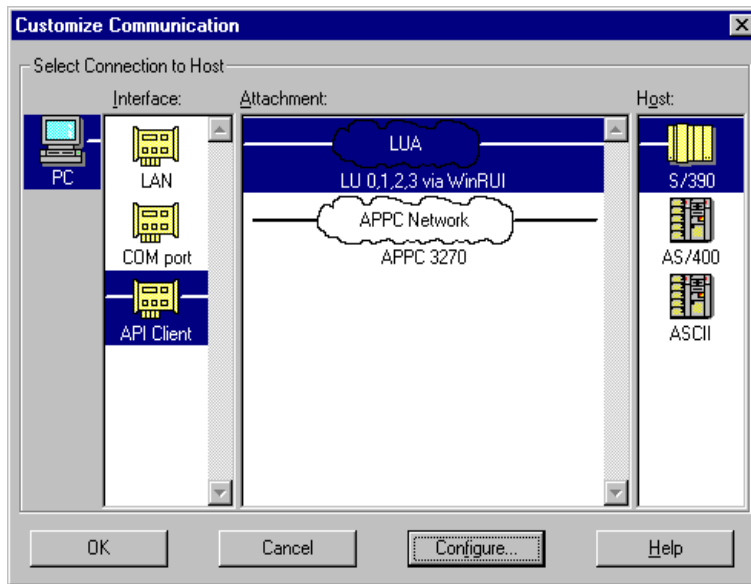 Customize Communication
Select Connection to Host
Interface:
Attachment:
Host:
PC
LAN
COM port
API Client
LUA
LU 0,1,2,3 via WinRUI
APPC Network
APPC 3270
S/390
AS/400
ASCII
OK
Cancel
Configure...
Help